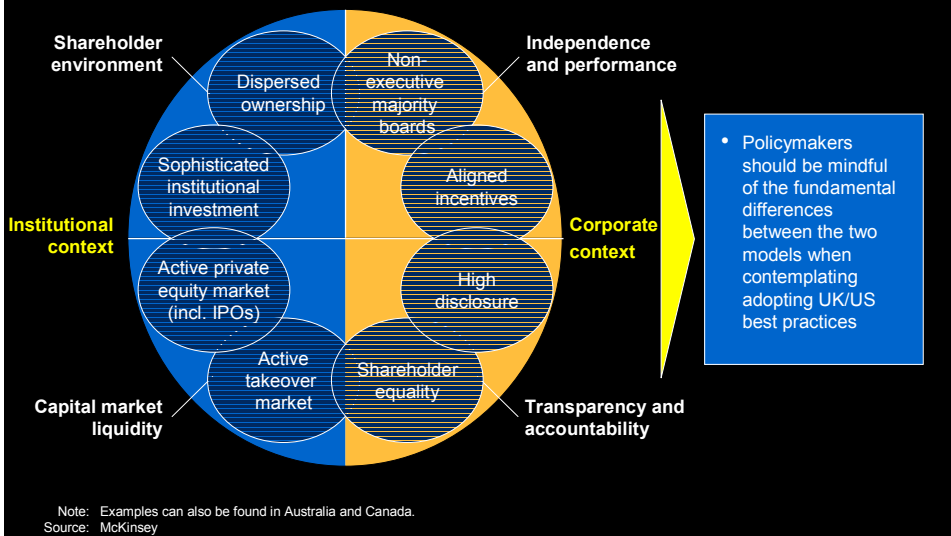 Shareholder
environment
Independence
and performance
Dispersed
ownership
Non-
executive
majority
boards
Sophisticated
institutional
investment
Aligned
incentives
Institutional
context
Corporate
context
Active private
equity market
(incl. IPOs)
High
disclosure
Active
takeover
market
Shareholder
equality
Capital market
liquidity
Transparency and
accountability
• Policymakers
should be mindful
of the fundamental
differences
between the two
models when
contemplating
adopting UK/US
best practices
Note: Examples can also be found in Australia and Canada.
Source: McKinsey